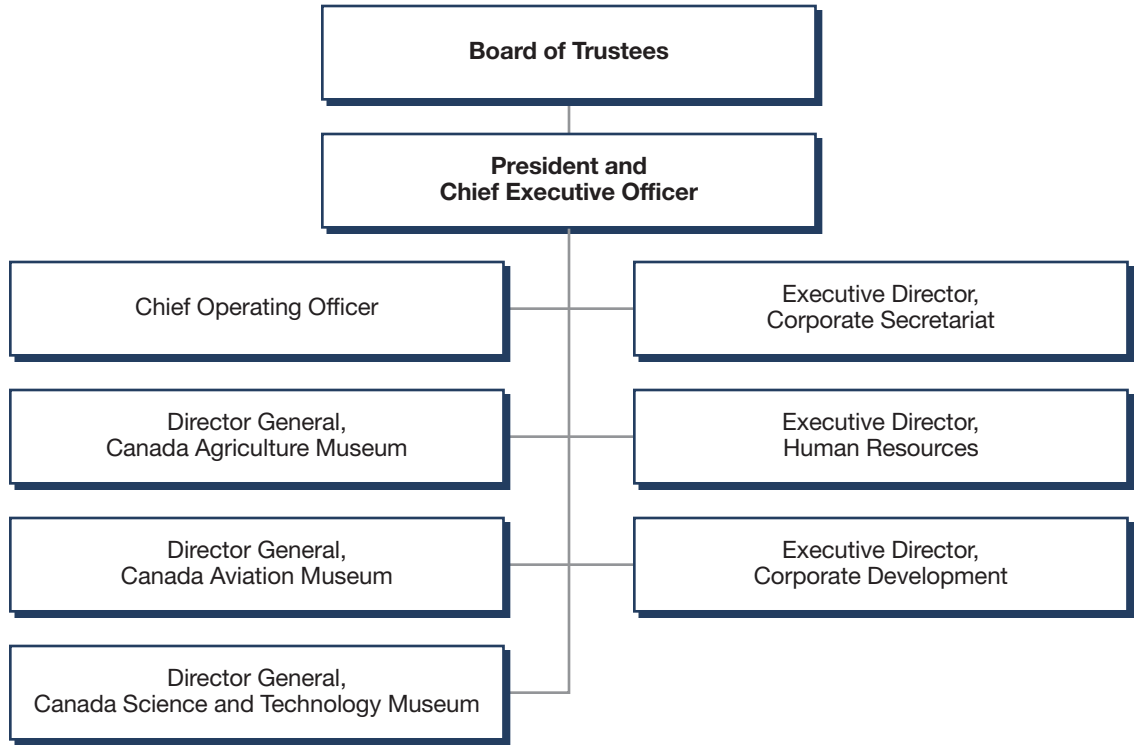 Board of Trustees
President and
Chief Executive Officer
Chief Operating Officer
Executive Director,
Corporate Secretariat
Director General,
Canada Agriculture Museum
Executive Director,
Human Resources
Director General,
Canada Aviation Museum
Executive Director,
Corporate Development
Director General,
Canada Science and Technology Museum